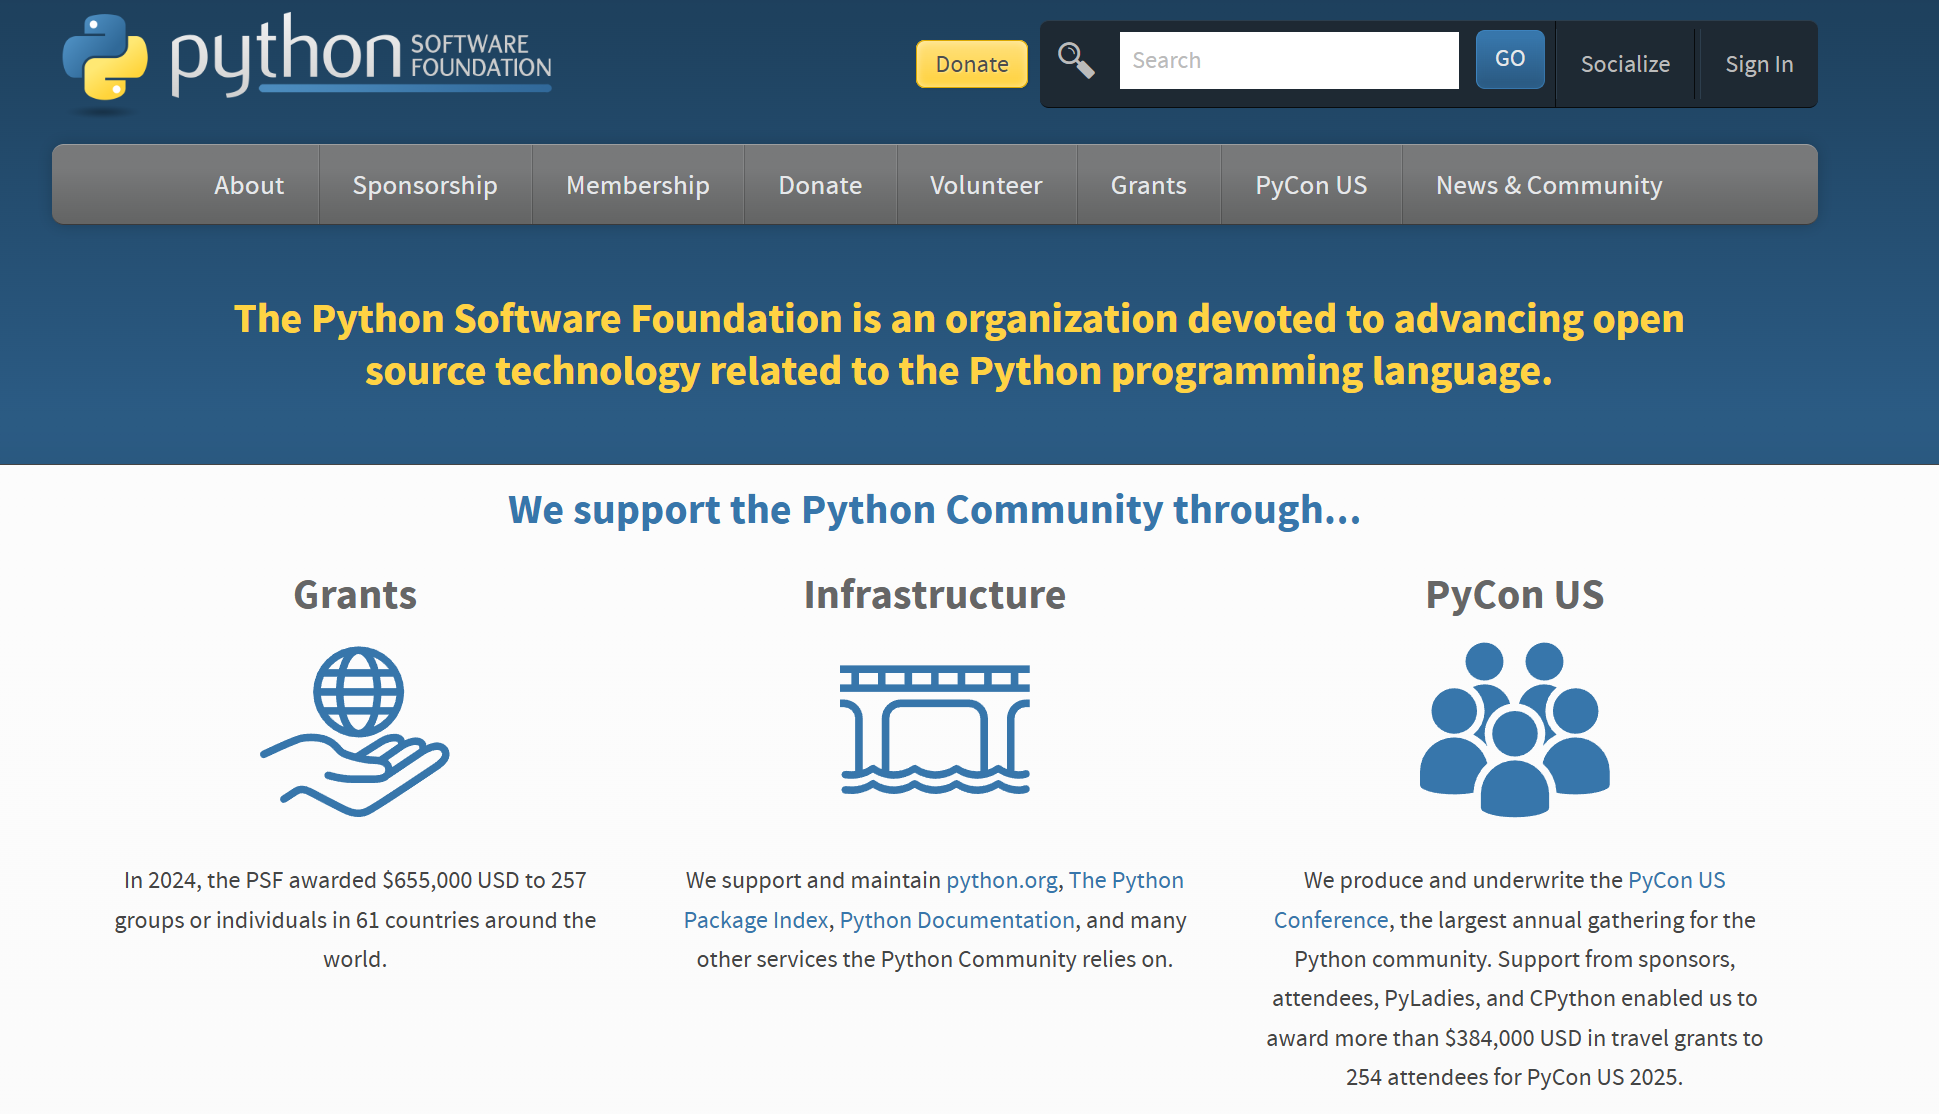 python SOFTWARE FOUNDATION
Donate
Search
GO
Socialize
Sign In
About
Sponsorship
Membership
Donate
Volunteer
Grants
PyCon US
News & Community
The Python Software Foundation is an organization devoted to advancing open
source technology related to the Python programming language.
We support the Python Community through...
Grants
In 2024, the PSF awarded $655,000 USD to 257
groups or individuals in 61 countries around the
world.
Infrastructure
We support and maintain python.org, The Python
Package Index, Python Documentation, and many
other services the Python Community relies on.
PyCon US
We produce and underwrite the PyCon US
Conference, the largest annual gathering for the
Python community. Support from sponsors,
attendees, PyLadies, and CPython enabled us to
award more than $384,000 USD in travel grants to
254 attendees for PyCon US 2025.